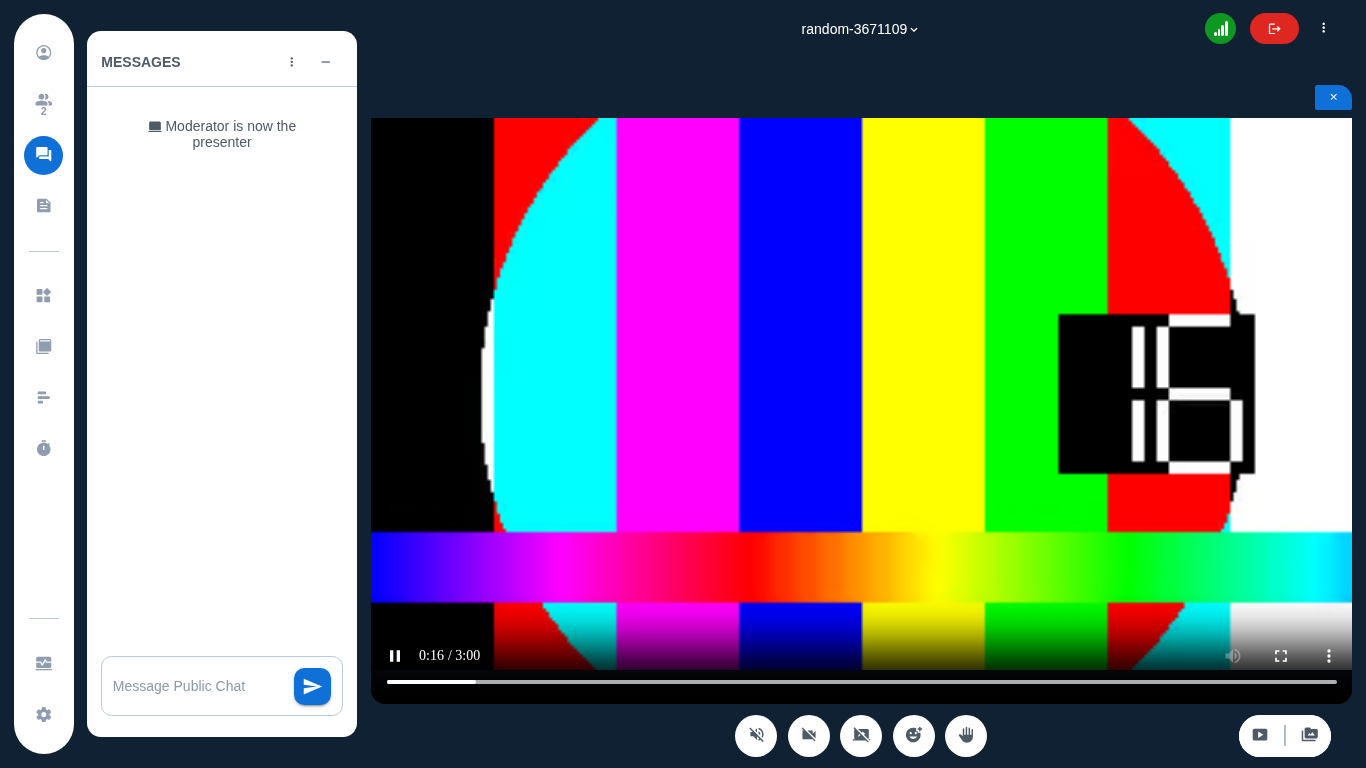 random-3671109
MESSAGES
2
Moderator is now the
presenter
16
0:16 / 3:00
Message Public Chat